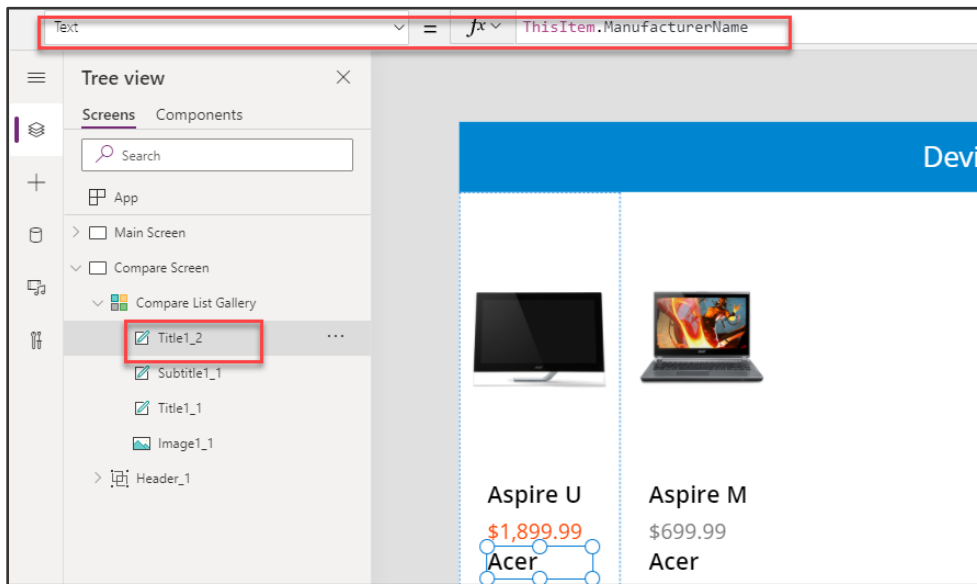 Text = fx ThisItem.ManufacturerName
Tree view
Screens Components
Search
App
Main Screen
Compare Screen
Compare List Gallery
Title1_2 ...
Subtitle1_1
Title1_1
Image1_1
Header_1
Devi
Aspire U Aspire M
$1,899.99 $699.99
Acer Acer